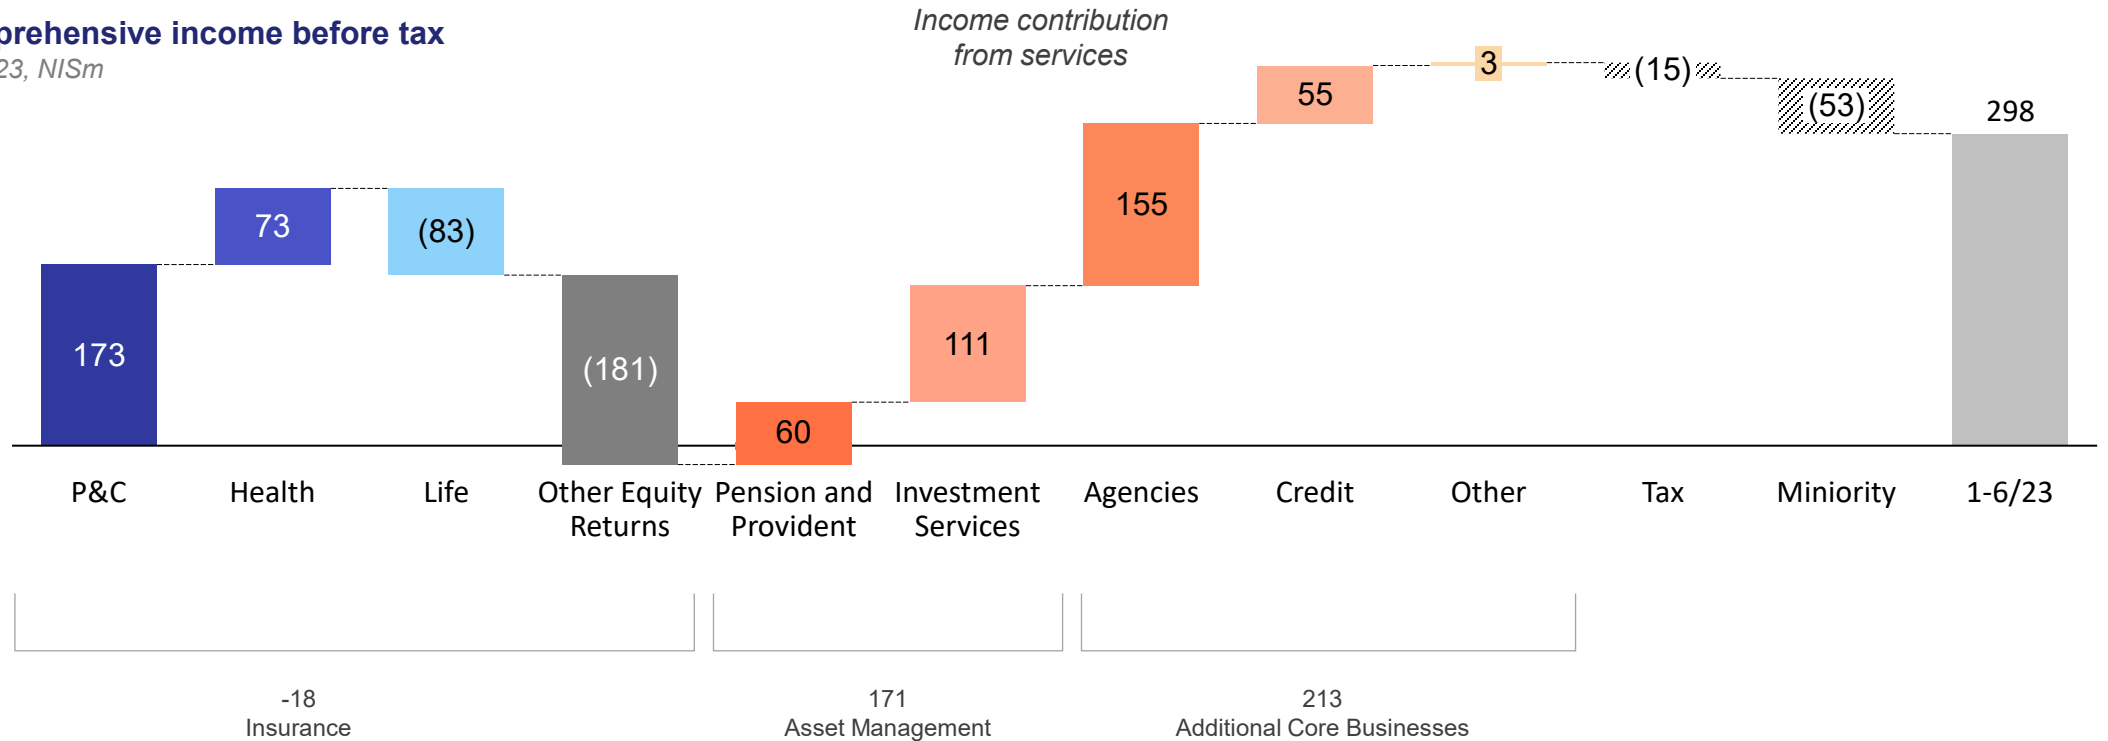 prehensive income before tax
23, NISm
Income contribution
from services
173
73
(83)
(181)
60
111
155
55
3
(15)
(53)
298
P&C
Health
Life
Other Equity
Returns
Pension and
Provident
Investment
Services
Agencies
Credit
Other
Tax
Miniority
1-6/23
-18
Insurance
171
Asset Management
213
Additional Core Businesses